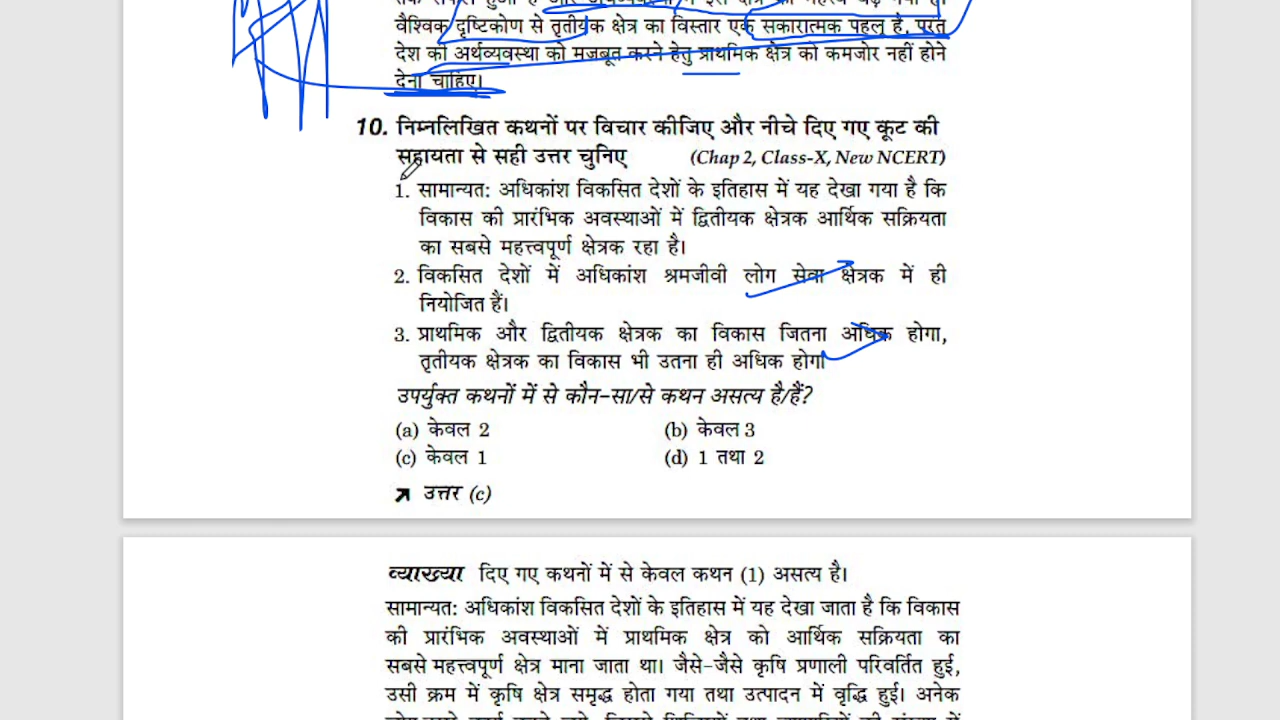 वैश्विक दृष्टिकोण से तृतीयक क्षेत्र का विस्तार एक सकारात्मक पहलू है, परंतु
देश की अर्थव्यवस्था को मजबूत करने हेतु प्राथमिक क्षेत्र को कमजोर नहीं होने
देना चाहिए।
10. निम्नलिखित कथनों पर विचार कीजिए और नीचे दिए गए कूट की
सहायता से सही उत्तर चुनिए (Chap 2, Class-X, New NCERT)
1. सामान्यत: अधिकांश विकसित देशों के इतिहास में यह देखा गया है कि
विकास की प्रारंभिक अवस्थाओं में द्वितीयक क्षेत्रक आर्थिक सक्रियता
का सबसे महत्त्वपूर्ण क्षेत्रक रहा है।
2. विकसित देशों में अधिकांश श्रमजीवी लोग सेवा क्षेत्रक में ही
नियोजित हैं।
3. प्राथमिक और द्वितीयक क्षेत्रक का विकास जितना अधिक होगा,
तृतीयक क्षेत्रक का विकास भी उतना ही अधिक होगा
उपर्युक्त कथनों में से कौन-सा/से कथन असत्य है/हैं?
(a) केवल 2 (b) केवल 3
(c) केवल 1 (d) 1 तथा 2
उत्तर (c)
व्याख्या दिए गए कथनों में से केवल कथन (1) असत्य है।
सामान्यत: अधिकांश विकसित देशों के इतिहास में यह देखा जाता है कि विकास
की प्रारंभिक अवस्थाओं में प्राथमिक क्षेत्र को आर्थिक सक्रियता का
सबसे महत्त्वपूर्ण क्षेत्र माना जाता था। जैसे-जैसे कृषि प्रणाली परिवर्तित हुई,
उसी क्रम में कृषि क्षेत्र समृद्ध होता गया तथा उत्पादन में वृद्धि हुई। अनेक